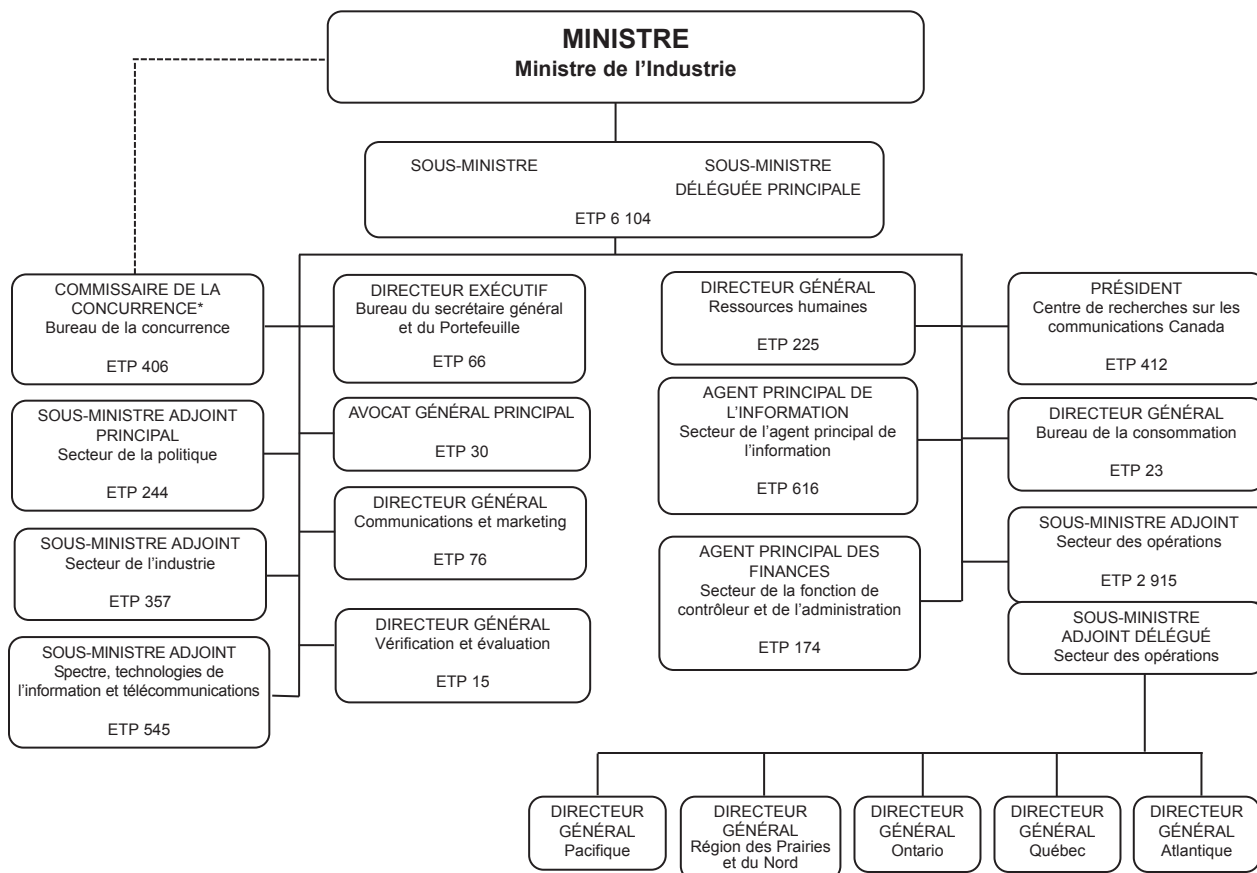 MINISTRE
Ministre de l'Industrie
SOUS-MINISTRE
SOUS-MINISTRE
DÉLÉGUÉE PRINCIPALE
ETP 6 104
COMMISSAIRE DE LA
CONCURRENCE*
Bureau de la concurrence
ETP 406
SOUS-MINISTRE ADJOINT
PRINCIPAL
Secteur de la politique
ETP 244
SOUS-MINISTRE ADJOINT
Secteur de l'industrie
ETP 357
SOUS-MINISTRE ADJOINT
Spectre, technologies de
l'information et télécommunications
ETP 545
DIRECTEUR EXÉCUTIF
Bureau du secrétaire général
et du Portefeuille
ETP 66
AVOCAT GÉNÉRAL PRINCIPAL
ETP 30
DIRECTEUR GÉNÉRAL
Communications et marketing
ETP 76
DIRECTEUR GÉNÉRAL
Vérification et évaluation
ETP 15
DIRECTEUR GÉNÉRAL
Ressources humaines
ETP 225
AGENT PRINCIPAL DE
L'INFORMATION
Secteur de l'agent principal de
l'information
ETP 616
AGENT PRINCIPAL DES
FINANCES
Secteur de la fonction de
contrôleur et de l'administration
ETP 174
PRÉSIDENT
Centre de recherches sur les
communications Canada
ETP 412
DIRECTEUR GÉNÉRAL
Bureau de la consommation
ETP 23
SOUS-MINISTRE ADJOINT
Secteur des opérations
ETP 2 915
SOUS-MINISTRE
ADJOINT DÉLÉGUÉ
Secteur des opérations
DIRECTEUR
GÉNÉRAL
Pacifique
DIRECTEUR
GÉNÉRAL
Région des Prairies
et du Nord
DIRECTEUR
GÉNÉRAL
Ontario
DIRECTEUR
GÉNÉRAL
Québec
DIRECTEUR
GÉNÉRAL
Atlantique